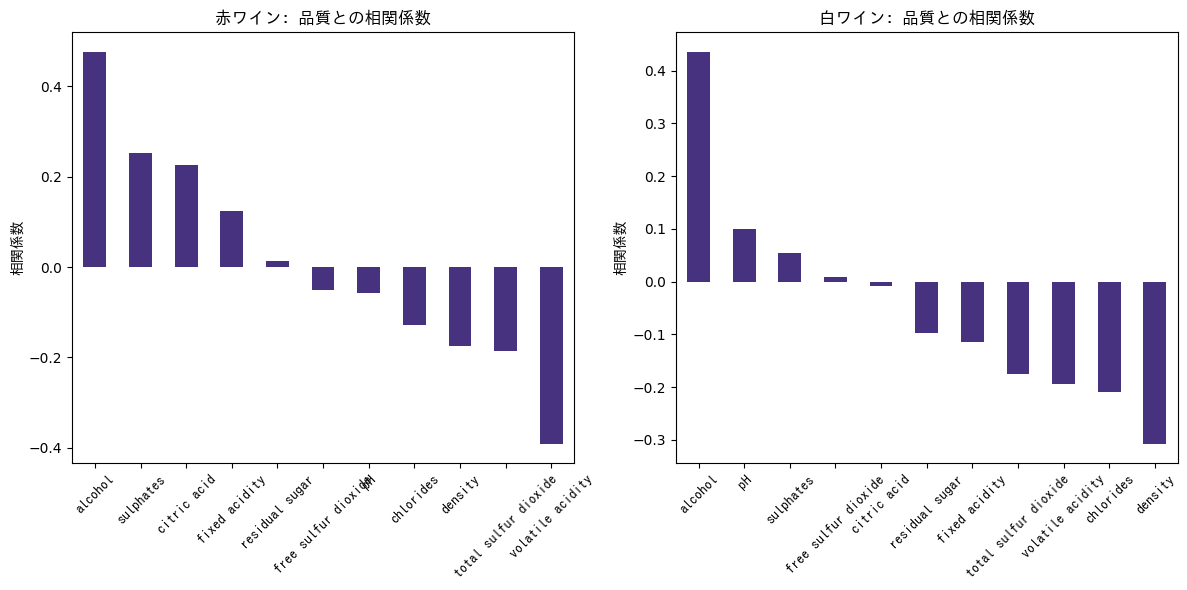 赤ワイン: 品質との相関係数
相関係数
0.4
0.2
0.0
−0.2
−0.4
alcohol
sulphates
citric acid
fixed acidity
residual sugar
free sulfur dioxide
pH
chlorides
density
total sulfur dioxide
volatile acidity
白ワイン: 品質との相関係数
相関係数
0.4
0.3
0.2
0.1
0.0
−0.1
−0.2
−0.3
alcohol
pH
sulphates
free sulfur dioxide
citric acid
residual sugar
fixed acidity
total sulfur dioxide
volatile acidity
chlorides
density